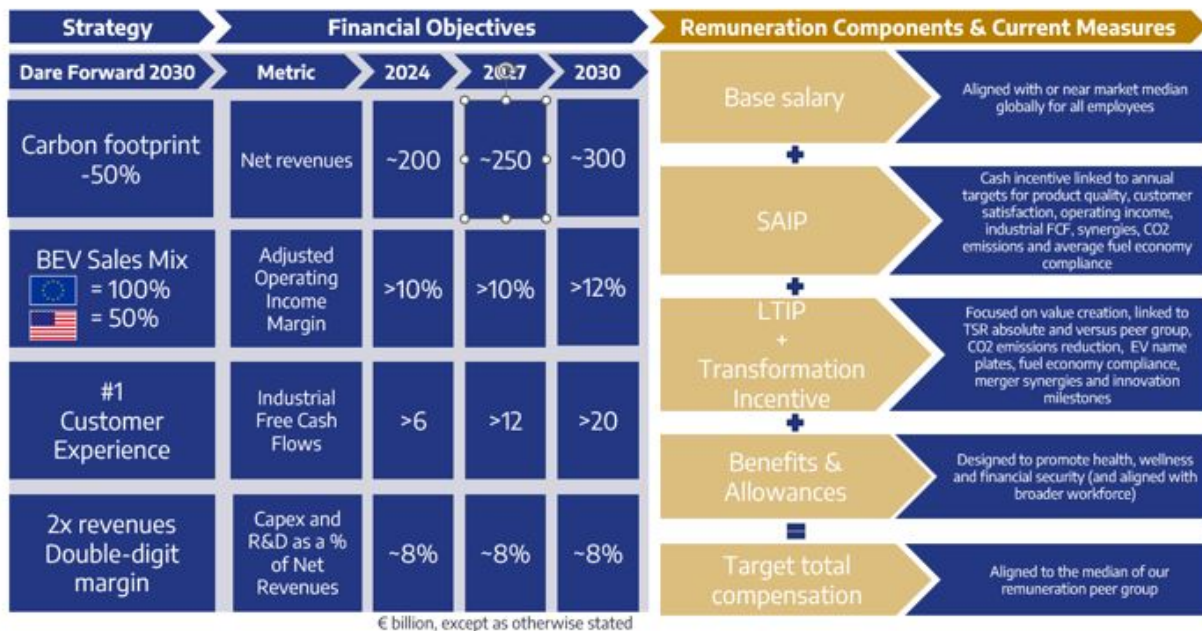 Strategy
Financial Objectives
Remuneration Components & Current Measures
Dare Forward 2030
Metric
2024
2027
2030
Carbon footprint
-50%
Net revenues
~200
~250
~300
BEV Sales Mix
= 100%
= 50%
Adjusted
Operating
Income
Margin
>10%
>10%
>12%
#1
Customer
Experience
Industrial
Free Cash
Flows
>6
>12
>20
2x revenues
Double-digit
margin
Capex and
R&D as a %
of Net
Revenues
~8%
~8%
~8%
€ billion, except as otherwise stated
Base salary
Aligned with or near market median
globally for all employees
+
SAIP
Cash incentive linked to annual
targets for product quality, customer
satisfaction, operating income,
industrial FCF, synergies, CO2
emissions and average fuel economy
compliance
+
LTIP
+
Transformation
Incentive
Focused on value creation, linked to
TSR absolute and versus peer group,
CO2 emissions reduction, EV name
plates, fuel economy compliance,
merger synergies and innovation
milestones
+
Benefits &
Allowances
Designed to promote health, wellness
and financial security (and aligned with
broader workforce)
=
Target total
compensation
Aligned to the median of our
remuneration peer group